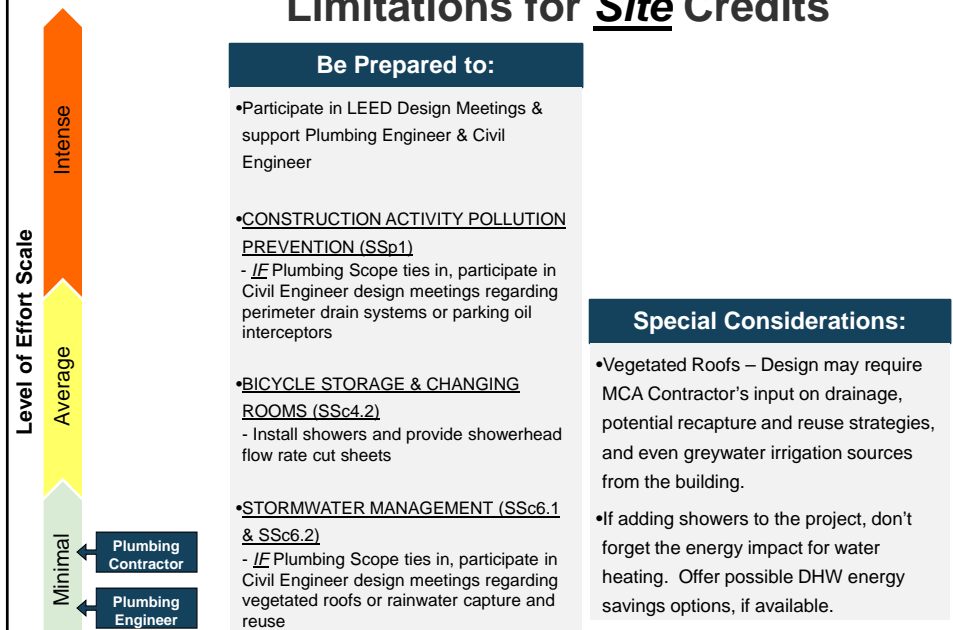 Limitations for Site Credits
Level of Effort Scale
Intense
Average
Minimal
Plumbing
Contractor
Plumbing
Engineer
Be Prepared to:
•Participate in LEED Design Meetings &
support Plumbing Engineer & Civil
Engineer
•CONSTRUCTION ACTIVITY POLLUTION
PREVENTION (SSp1)
- IF Plumbing Scope ties in, participate in
Civil Engineer design meetings regarding
perimeter drain systems or parking oil
interceptors
•BICYCLE STORAGE & CHANGING
ROOMS (SSc4.2)
- Install showers and provide showerhead
flow rate cut sheets
•STORMWATER MANAGEMENT (SSc6.1
& SSc6.2)
- IF Plumbing Scope ties in, participate in
Civil Engineer design meetings regarding
vegetated roofs or rainwater capture and
reuse
Special Considerations:
•Vegetated Roofs – Design may require
MCA Contractor's input on drainage,
potential recapture and reuse strategies,
and even greywater irrigation sources
from the building.
•If adding showers to the project, don't
forget the energy impact for water
heating.  Offer possible DHW energy
savings options, if available.